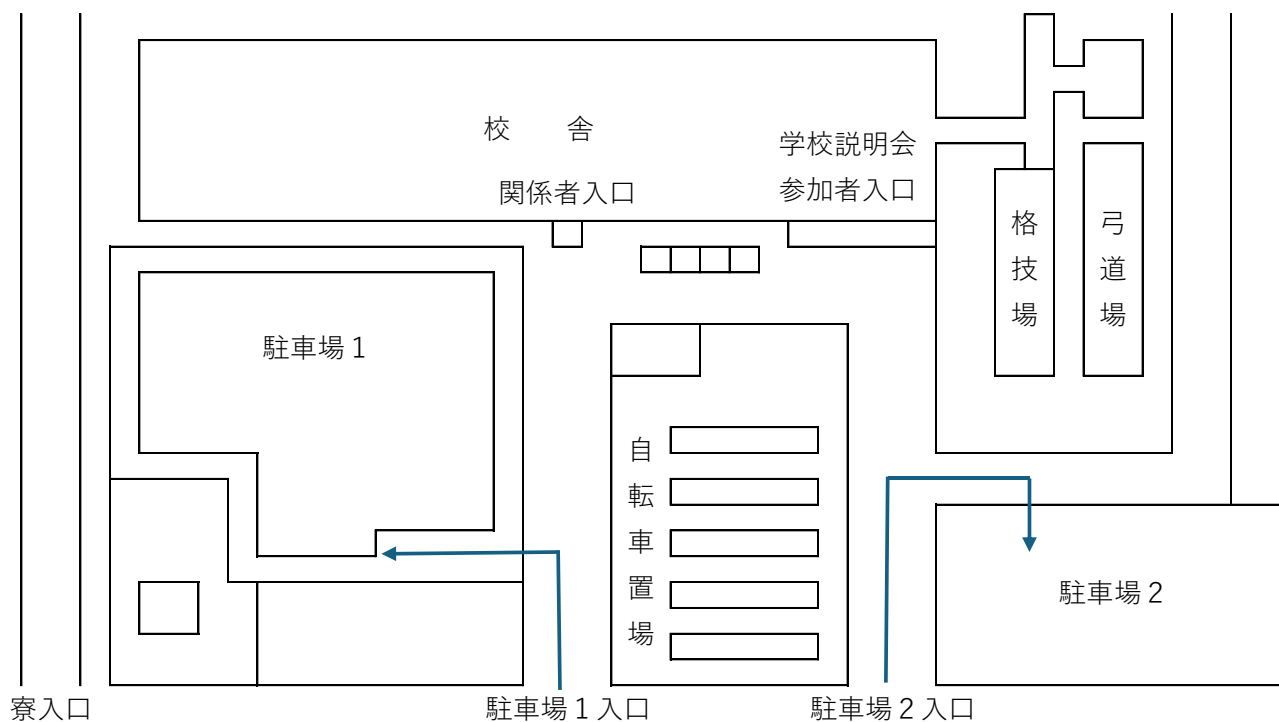 校　　舎
学校説明会
参加者入口
関係者入口
格技場
弓道場
駐車場１
自転車置場
駐車場２
寮入口
駐車場１入口
駐車場２入口